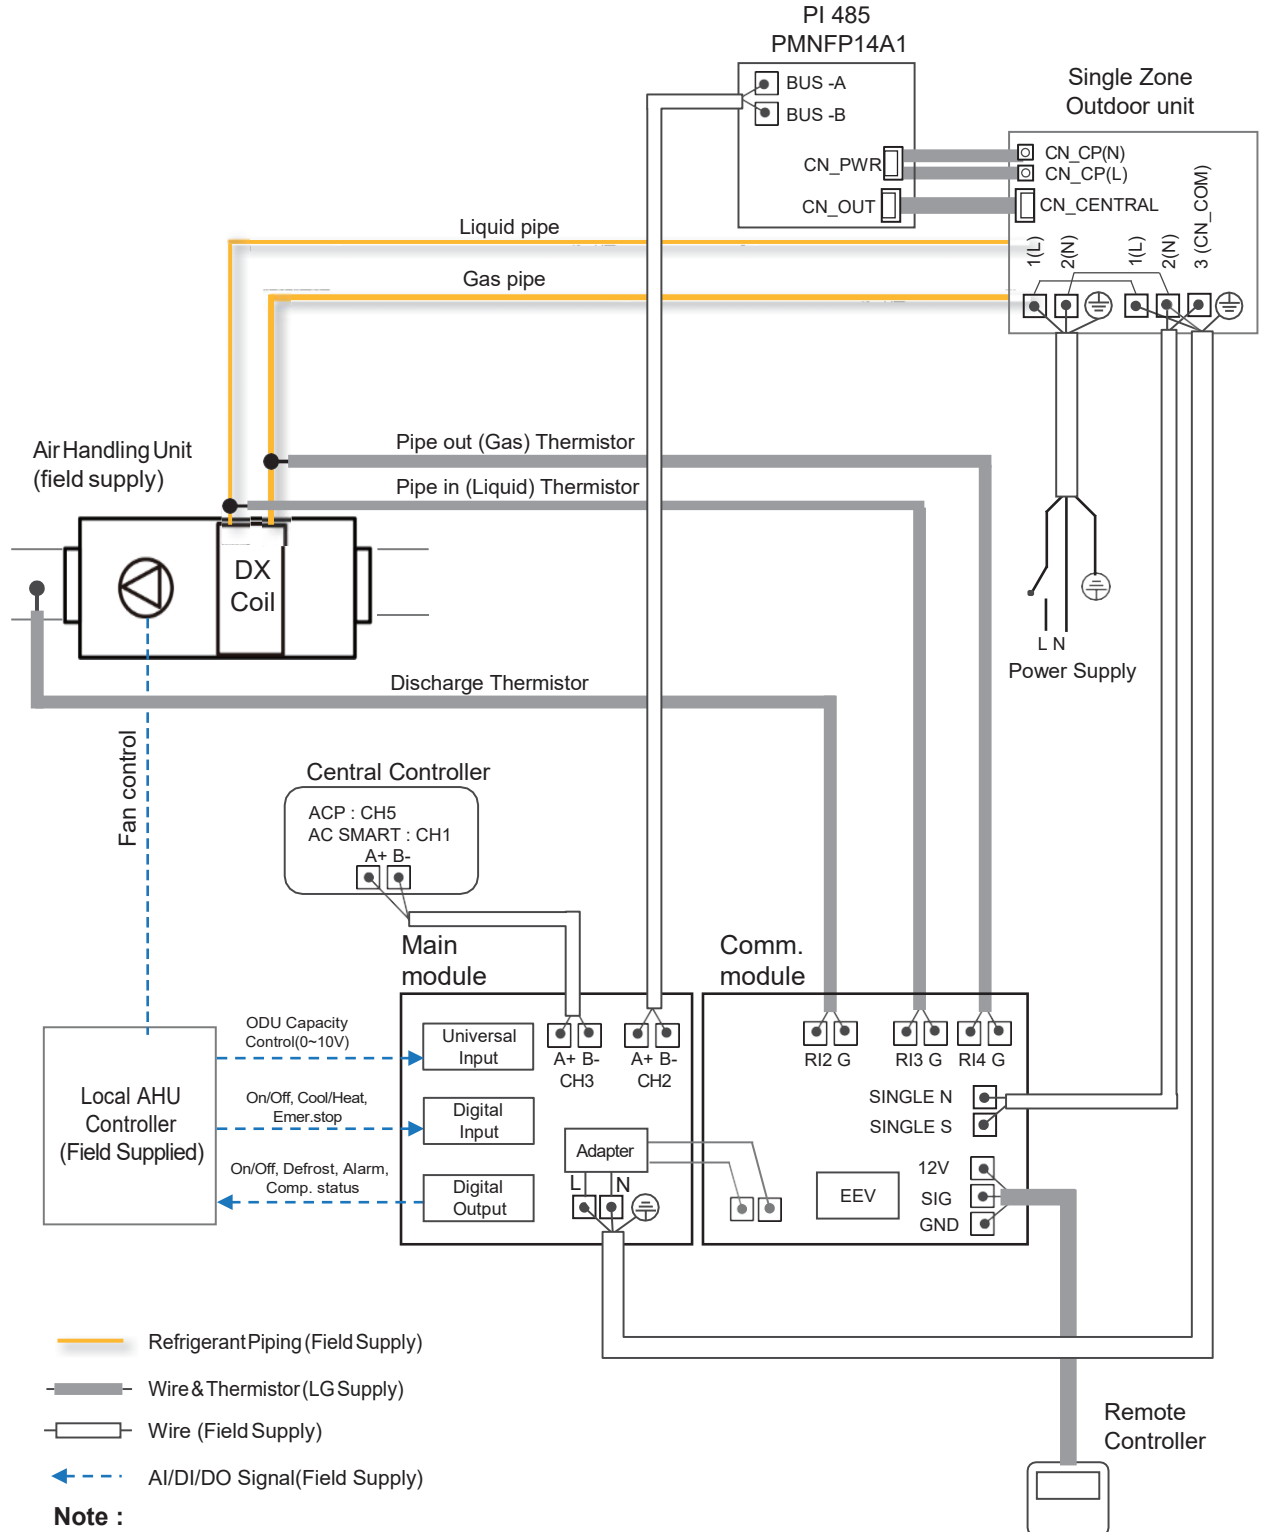 PI 485
PMNFP14A1
BUS -A
BUS -B
CN_PWR
CN_OUT
Single Zone
Outdoor unit
CN_CP(N)
CN_CP(L)
CN_CENTRAL
1(L)
2(N)
1(L)
2(N)
3 (CN_COM)
Liquid pipe
Gas pipe
Air Handling Unit
(field supply)
Pipe out (Gas) Thermistor
Pipe in (Liquid) Thermistor
DX
Coil
L N
Power Supply
Discharge Thermistor
Fan control
Central Controller
ACP : CH5
AC SMART : CH1
A+ B-
Main
module
Comm.
module
ODU Capacity
Control(0~10V)
Universal
Input
A+ B-
CH3
A+ B-
CH2
RI2 G
RI3 G
RI4 G
Local AHU
Controller
(Field Supplied)
On/Off, Cool/Heat,
Emer.stop
Digital
Input
SINGLE N
SINGLE S
Adapter
L
N
On/Off, Defrost, Alarm,
Comp. status
Digital
Output
EEV
12V
SIG
GND
Refrigerant Piping (Field Supply)
Wire & Thermistor (LG Supply)
Wire (Field Supply)
AI/DI/DO Signal(Field Supply)
Remote
Controller
Note :